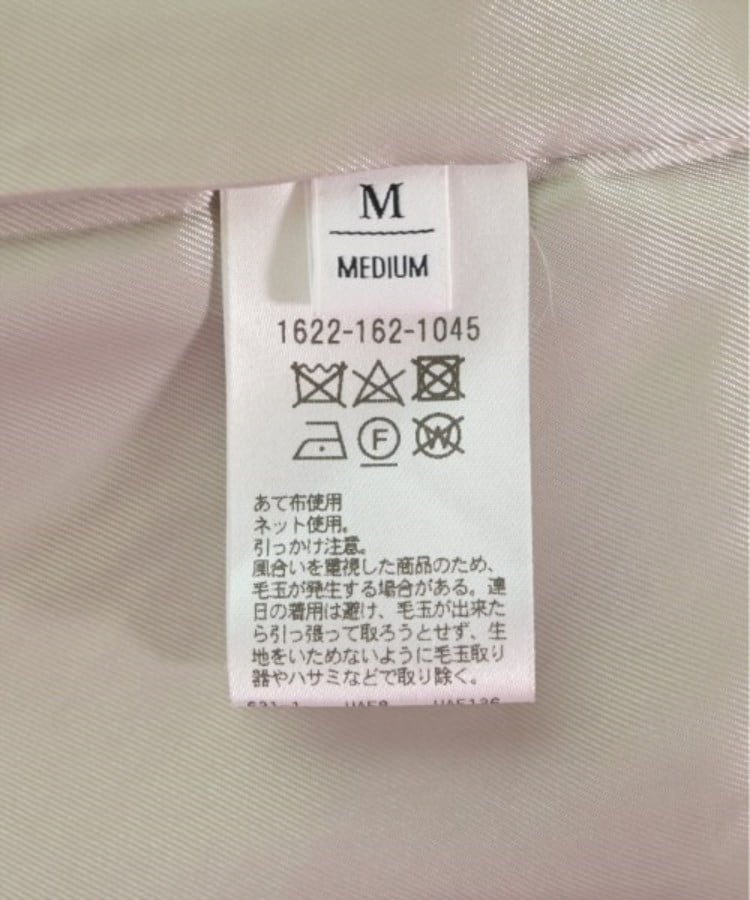 M
MEDIUM
1622-162-1045
F
W
あて布使用
ネット使用。
引っかけ注意。
風合いを重視した商品のため、
毛玉が発生する場合がある。連
日の着用は避け、毛玉が出来た
ら引っ張って取ろうとせず、生
地をいためないように毛玉取り
器やハサミなどで取り除く。